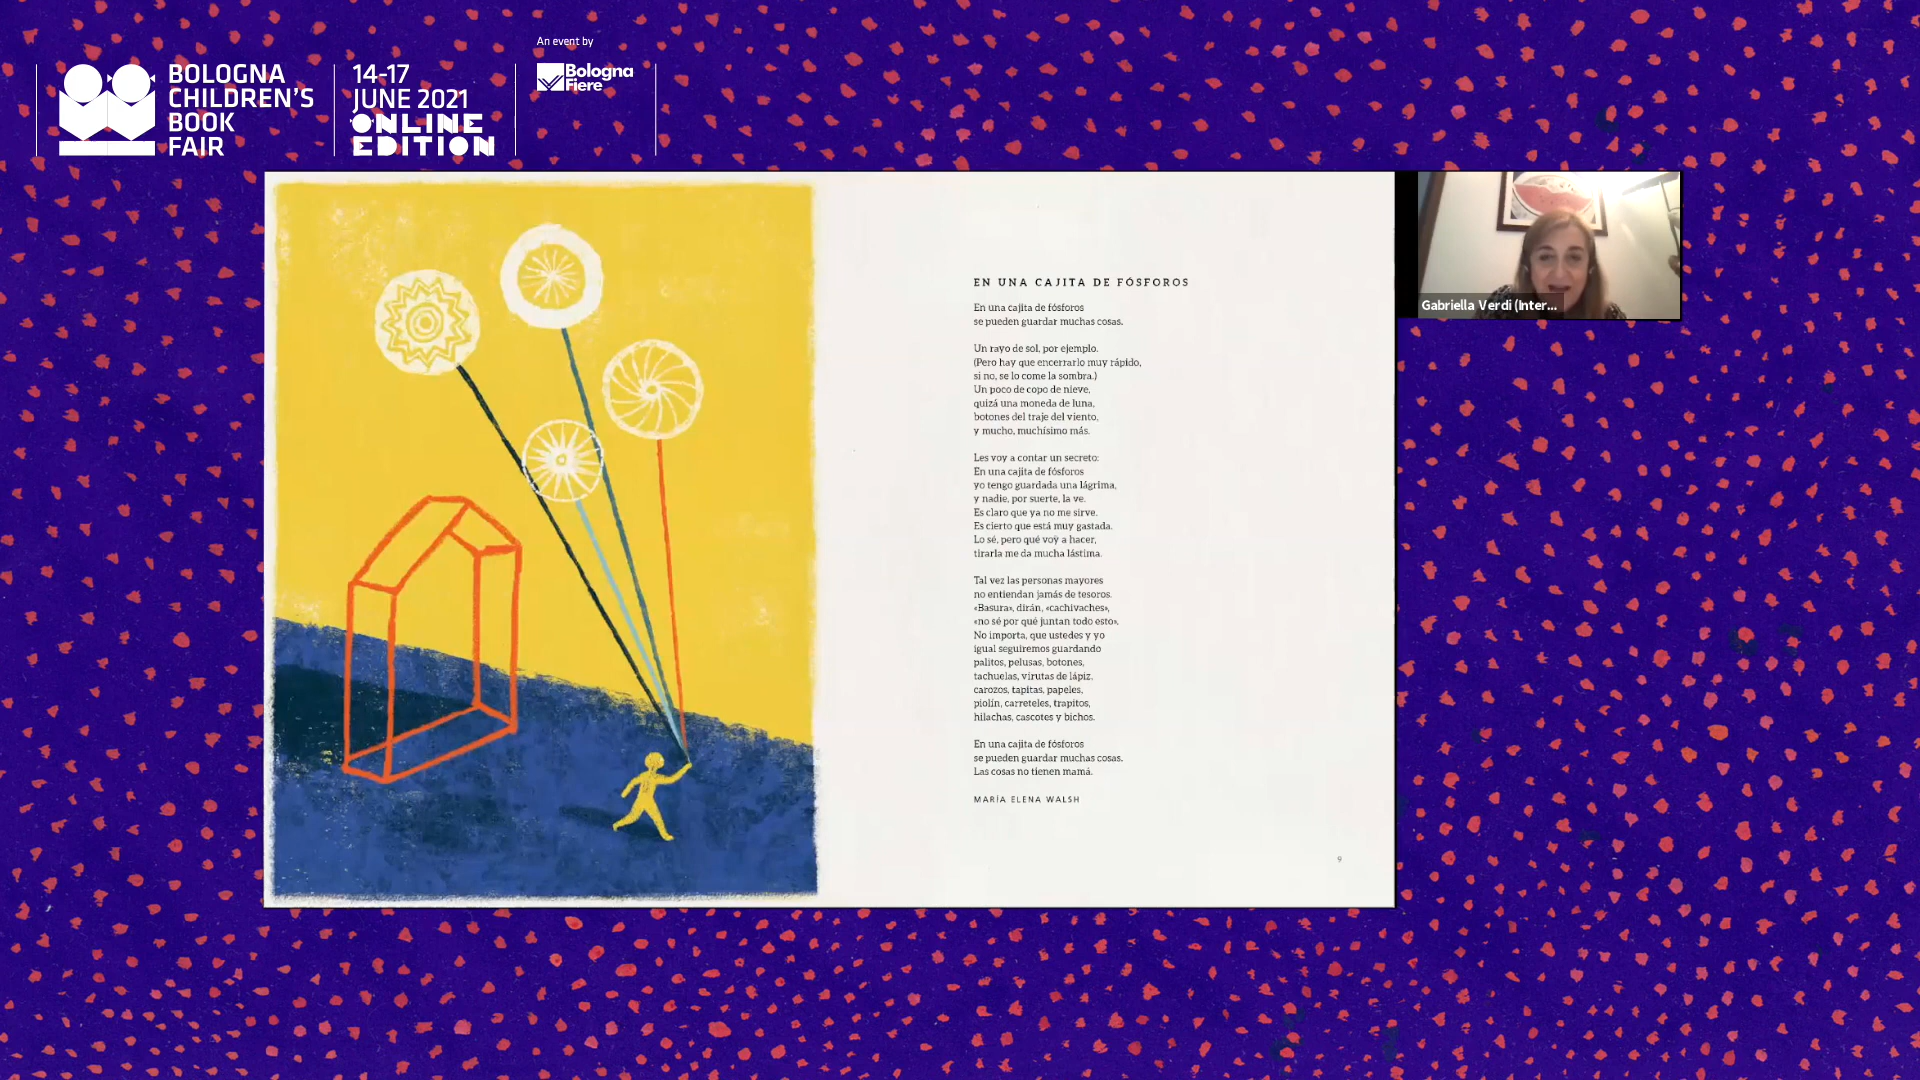 BOLOGNA
CHILDREN'S
BOOK
FAIR
14-17
JUNE 2021
ONLINE
EDITION
An event by
Bologna
Fiere
EN UNA CAJITA DE FÓSFOROS
En una cajita de fósforos
se pueden guardar muchas cosas.
Un rayo de sol, por ejemplo.
(Pero hay que encerrarlo muy rápido,
si no, se lo come la sombra.)
Un poco de copo de nieve,
quizá una moneda de luna,
botones del traje del viento,
y mucho, muchísimo más.
Les voy a contar un secreto:
En una cajita de fósforos
yo tengo guardada una lágrima,
y nadie, por suerte, la ve.
Es claro que ya no me sirve.
Es cierto que está muy gastada.
Lo sé, pero qué voy a hacer,
tirarla me da mucha lástima.
Tal vez las personas mayores
no entiendan jamás de tesoros.
«Basura», dirán, «cachivaches»,
«no sé por qué juntan todo esto».
No importa, que ustedes y yo
igual seguiremos guardando
palitos, pelusas, botones,
tachuelas, virutas de lápiz,
carozos, tapitas, papeles,
piolín, carreteles, trapitos,
hilachas, cascotes y bichos.
En una cajita de fósforos
se pueden guardar muchas cosas.
Las cosas no tienen mamá.
MARÍA ELENA WALSH
9
Gabriella Verdi (Inter...